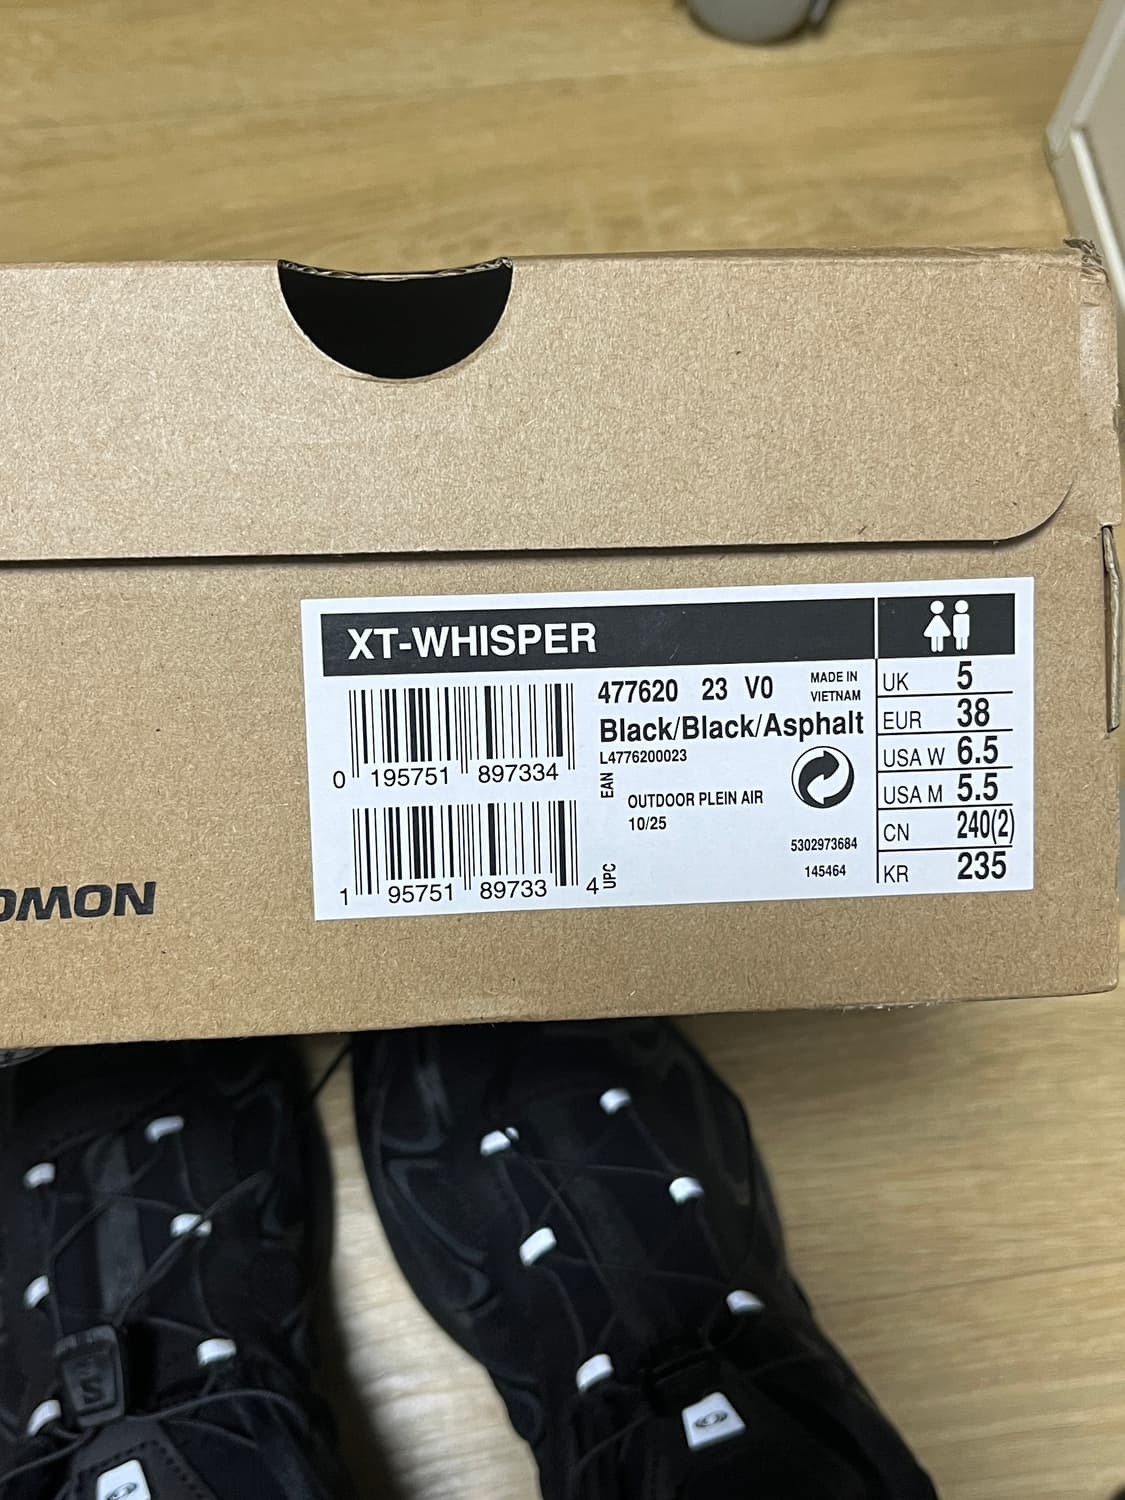 XT-WHISPER
477620 23 V0
MADE IN
VIETNAM
Black/Black/Asphalt
L4776200023
0 195751 897334
EAN
OUTDOOR PLEIN AIR
10/25
5302973684
145464
1 95751 89733 4
UPC
UK 5
EUR 38
USA W 6.5
USA M 5.5
CN 240(2)
KR 235
OMON
S